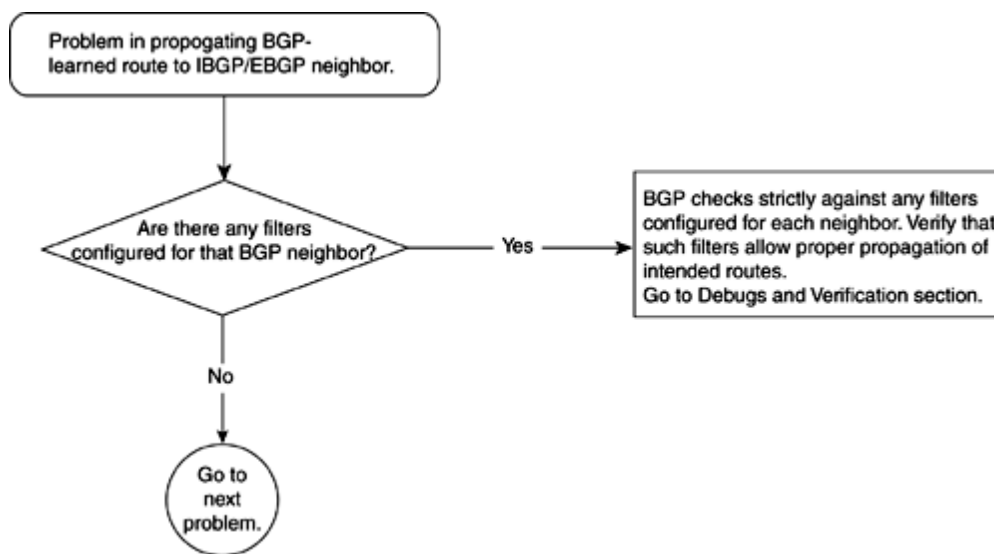 Problem in propogating BGP-
learned route to IBGP/EBGP neighbor.
Are there any filters
configured for that BGP neighbor?
Yes
BGP checks strictly against any filters
configured for each neighbor. Verify that
such filters allow proper propagation of
intended routes.
Go to Debugs and Verification section.
No
Go to
next
problem.